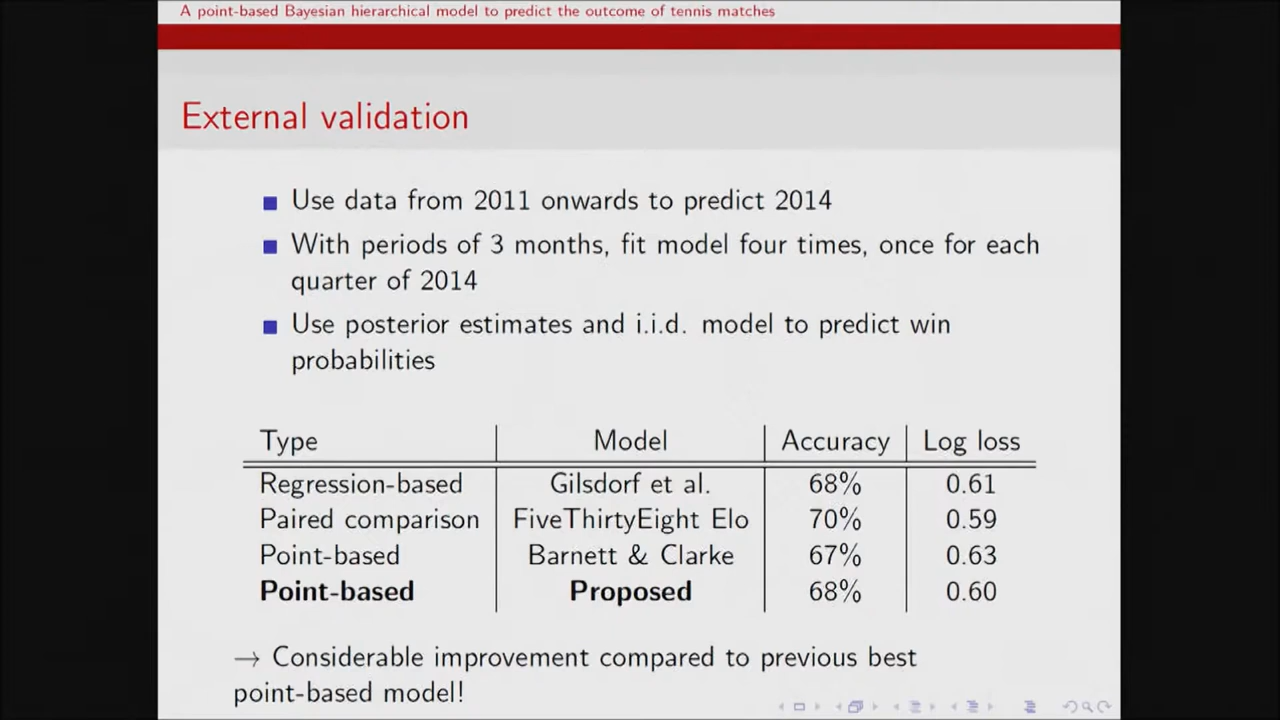 A point-based Bayesian hierarchical model to predict the outcome of tennis matches
External validation
Use data from 2011 onwards to predict 2014
With periods of 3 months, fit model four times, once for each
quarter of 2014
Use posterior estimates and i.i.d. model to predict win
probabilities
Type Model Accuracy Log loss
Regression-based Gilsdorf et al. 68% 0.61
Paired comparison FiveThirtyEight Elo 70% 0.59
Point-based Barnett & Clarke 67% 0.63
Point-based Proposed 68% 0.60
→ Considerable improvement compared to previous best
point-based model!